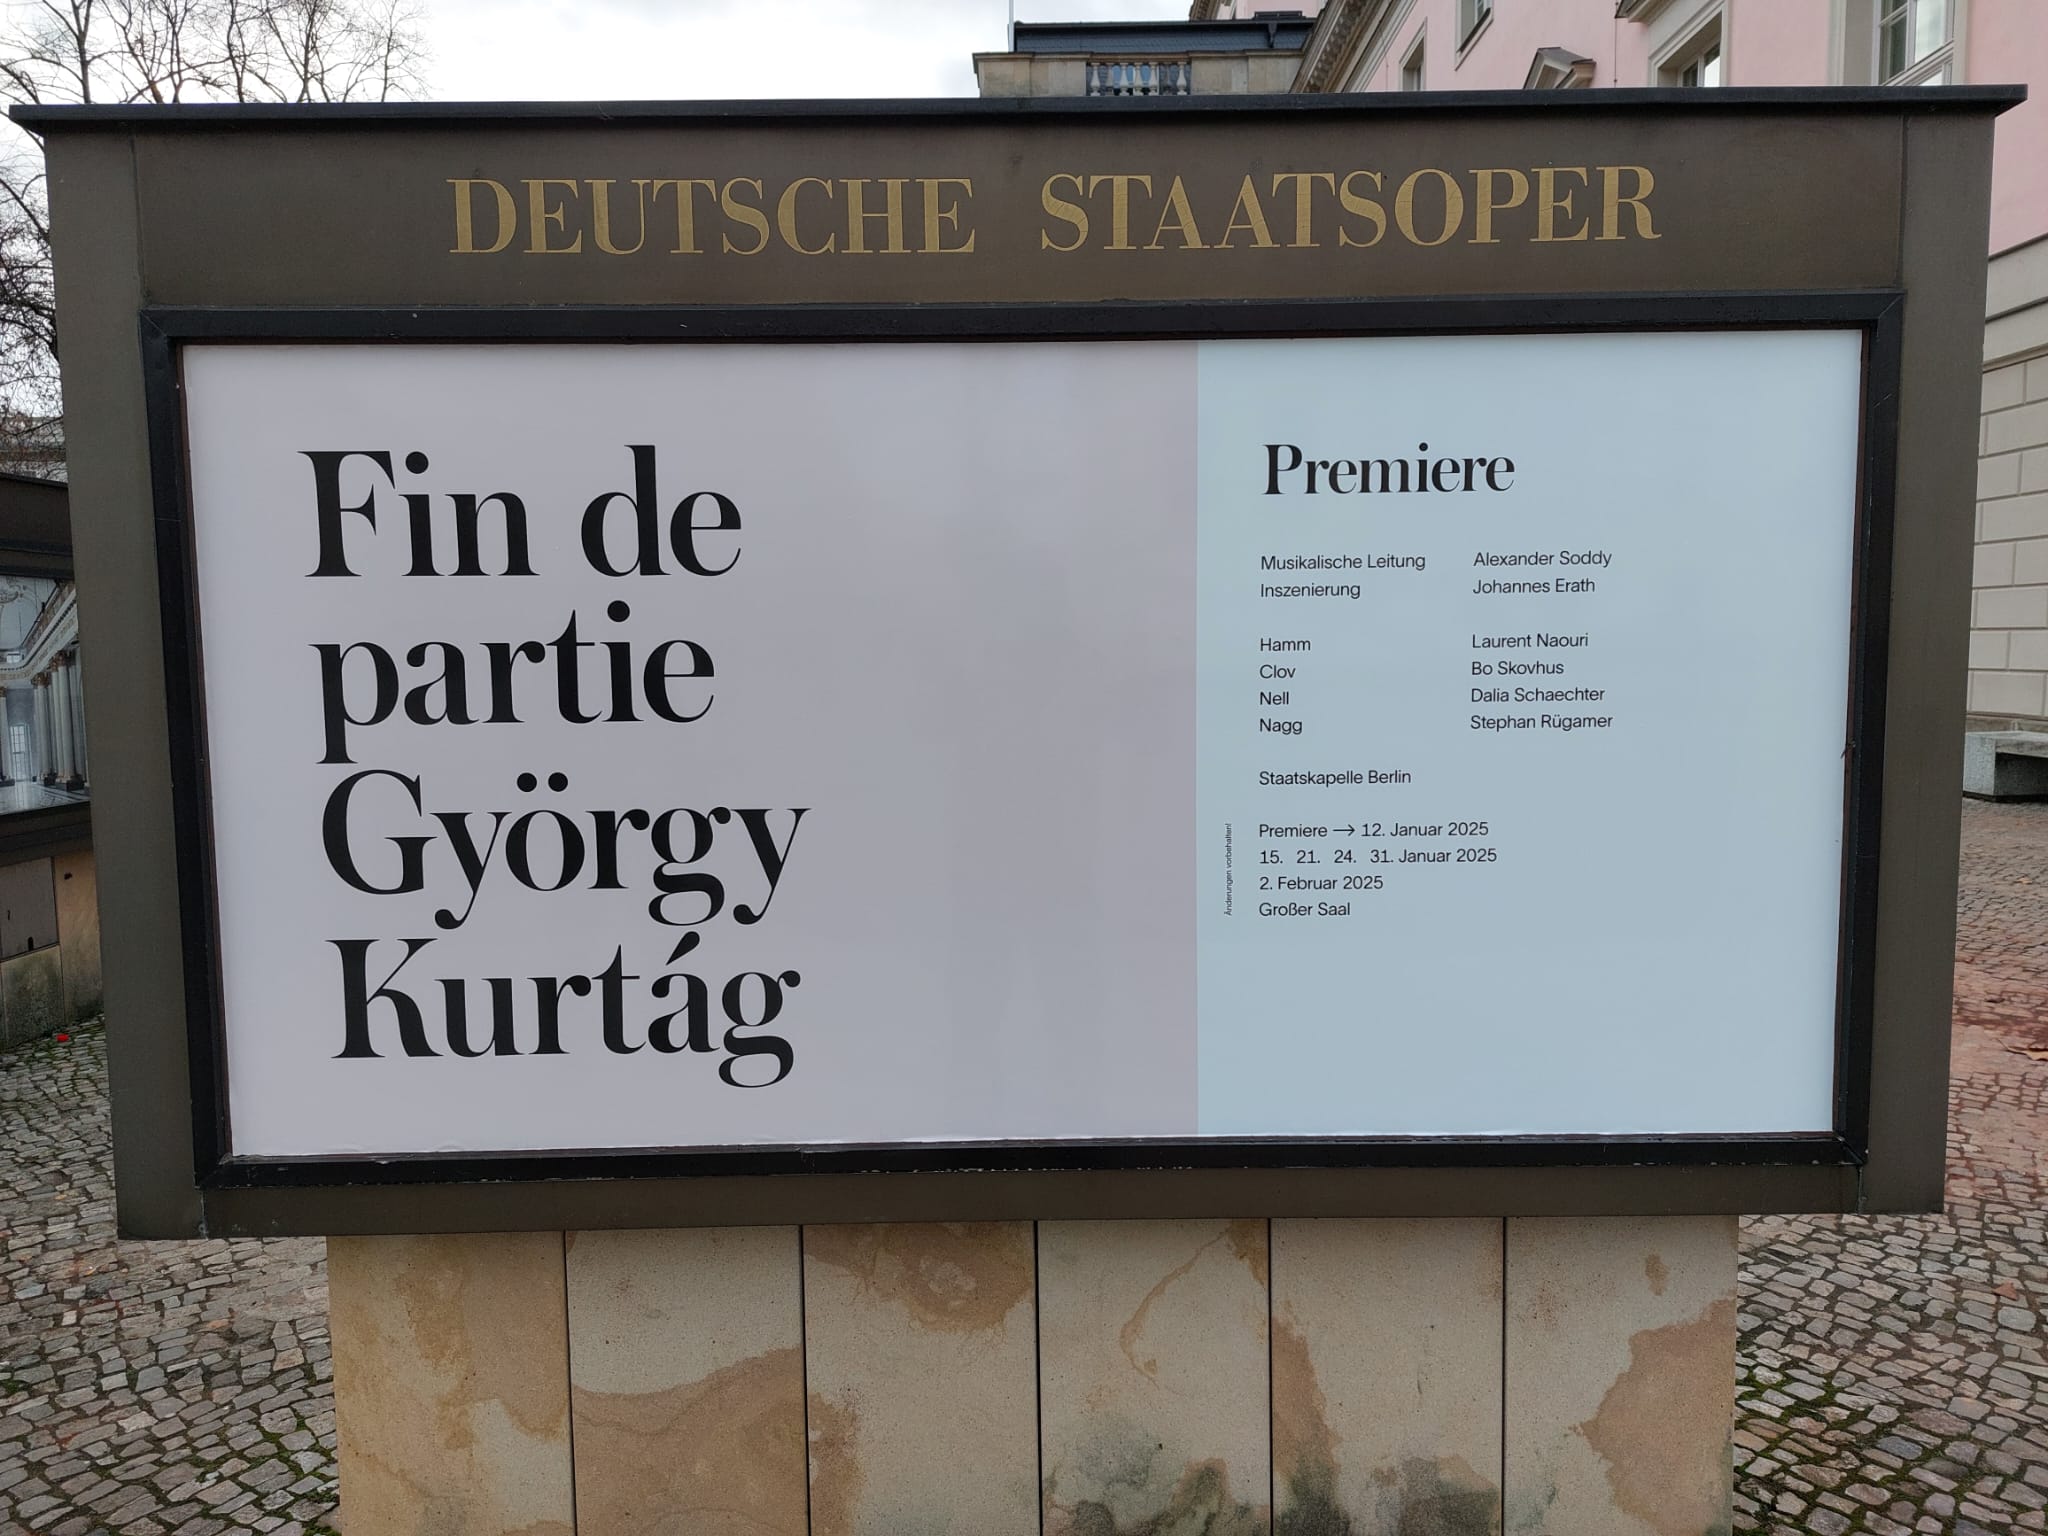 DEUTSCHE STAATSOPER
Fin de
partie
György
Kurtág
Premiere
Musikalische Leitung Alexander Soddy
Inszenierung Johannes Erath
Hamm Laurent Naouri
Clov Bo Skovhus
Nell Dalia Schaechter
Nagg Stephan Rügamer
Staatskapelle Berlin
Premiere → 12. Januar 2025
15. 21. 24. 31. Januar 2025
2. Februar 2025
Großer Saal
Änderungen vorbehalten!